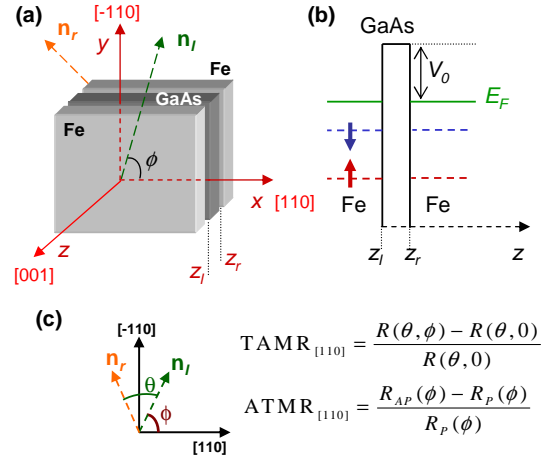 (a)
[-110]
y
n_r
n_l
Fe
GaAs
Fe
ϕ
x [110]
z
[001]
z_l
z_r
(b)
GaAs
V_0
E_F
Fe
Fe
z_l
z_r
z
(c)
[-110]
n_r
n_l
θ
ϕ
[110]
TAMR_[110] = (R(θ,ϕ) − R(θ,0)) / R(θ,0)
ATMR_[110] = (R_AP(ϕ) − R_P(ϕ)) / R_P(ϕ)